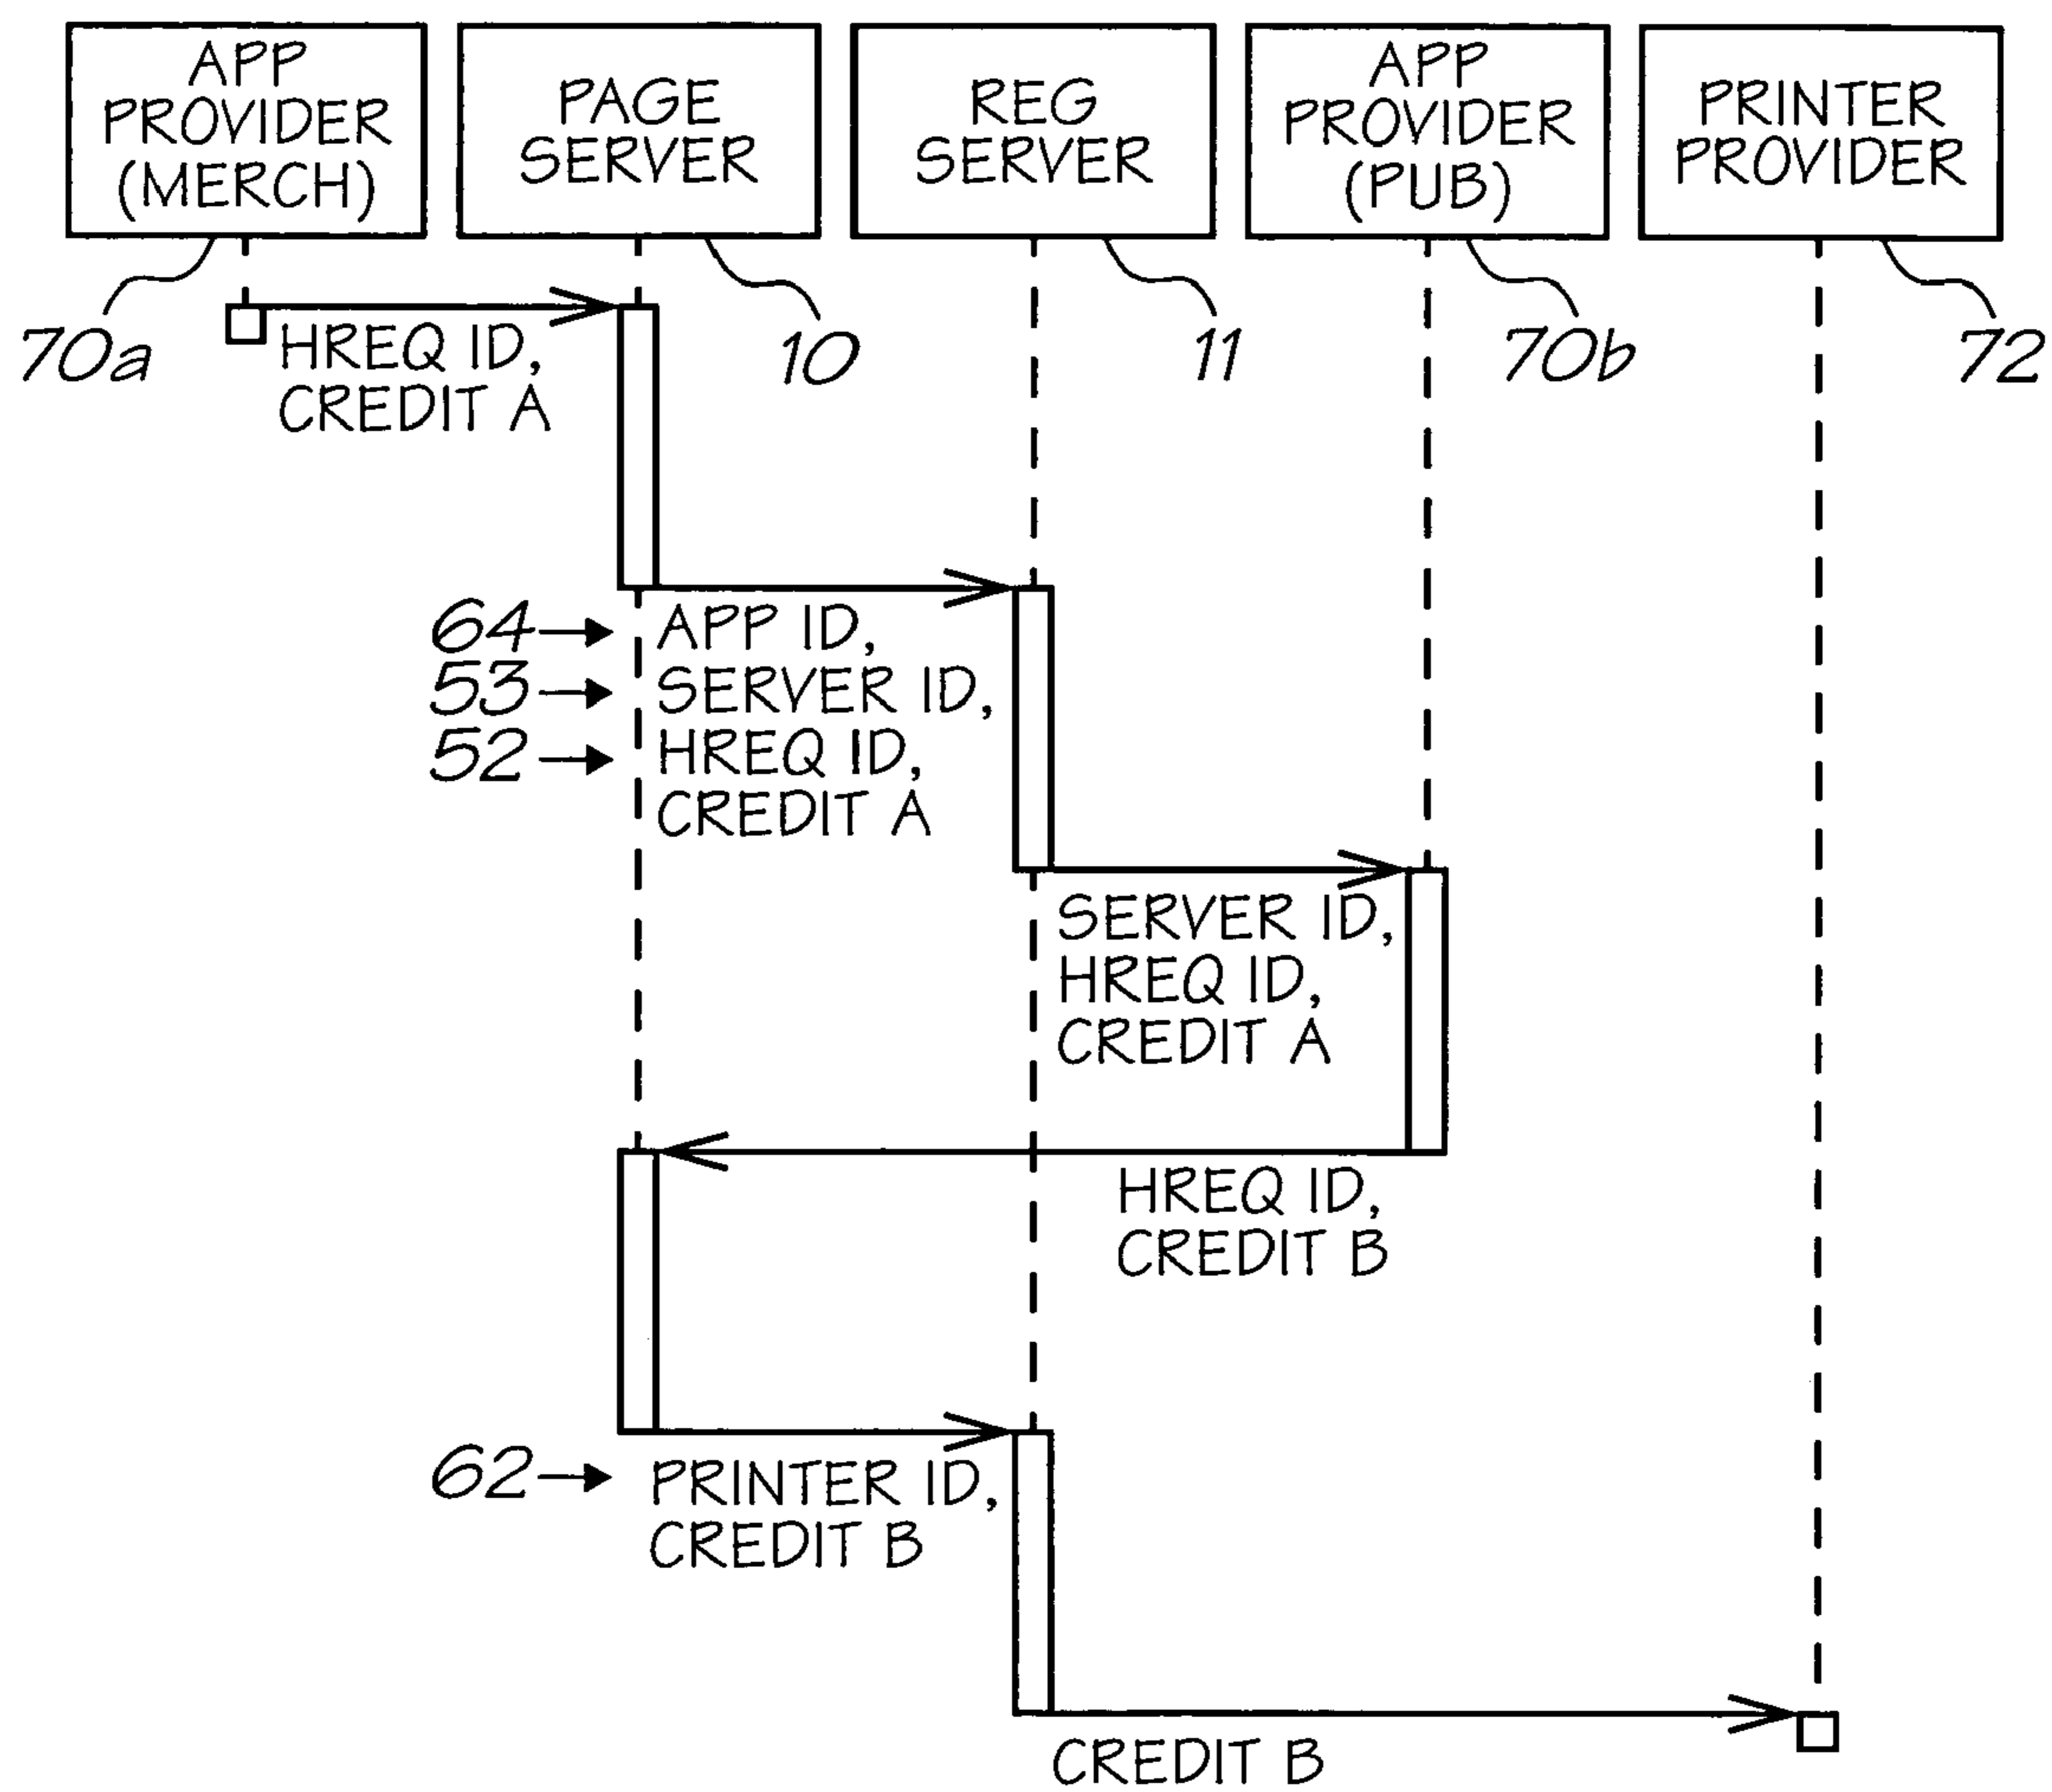 APP
PROVIDER
(MERCH)
PAGE
SERVER
REG
SERVER
APP
PROVIDER
(PUB)
PRINTER
PROVIDER
70a
10
11
70b
72
HREQ ID,
CREDIT A
64
APP ID,
53
SERVER ID,
52
HREQ ID,
CREDIT A
SERVER ID,
HREQ ID,
CREDIT A
HREQ ID,
CREDIT B
62
PRINTER ID,
CREDIT B
CREDIT B